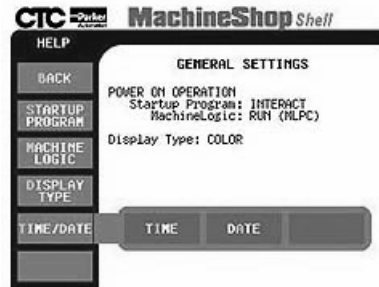 CTC Parker Automation MachineShop Shell
HELP
BACK
STARTUP
PROGRAM
MACHINE
LOGIC
DISPLAY
TYPE
TIME/DATE
GENERAL SETTINGS
POWER ON OPERATION
Startup Program: INTERACT
MachineLogic: RUN (MLPC)
Display Type: COLOR
TIME DATE